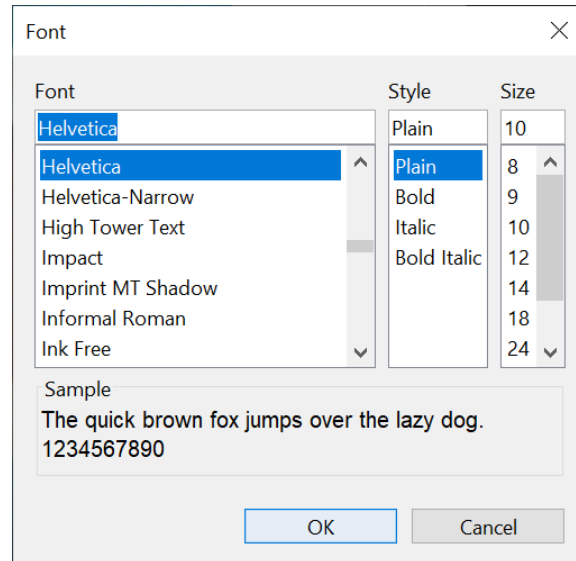 Font
Font Style Size
Helvetica Plain 10
Helvetica Plain 8
Helvetica-Narrow Bold 9
High Tower Text Italic 10
Impact Bold Italic 12
Imprint MT Shadow 14
Informal Roman 18
Ink Free 24
Sample
The quick brown fox jumps over the lazy dog.
1234567890
OK Cancel